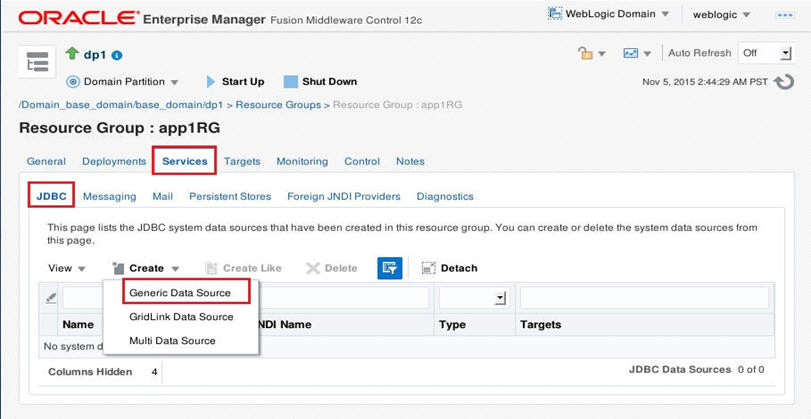 ORACLE Enterprise Manager Fusion Middleware Control 12c
WebLogic Domain
weblogic
dp1
Auto Refresh Off
Domain Partition Start Up Shut Down
Nov 5, 2015 2:44:29 AM PST
/Domain_base_domain/base_domain/dp1 > Resource Groups > Resource Group : app1RG
Resource Group : app1RG
General Deployments Services Targets Monitoring Control Notes
JDBC Messaging Mail Persistent Stores Foreign JNDI Providers Diagnostics
This page lists the JDBC system data sources that have been created in this resource group. You can create or delete the system data sources from
this page.
View Create Create Like Delete Detach
Generic Data Source
GridLink Data Source
Multi Data Source
Name NDI Name Type Targets
No system d
Columns Hidden 4
JDBC Data Sources 0 of 0